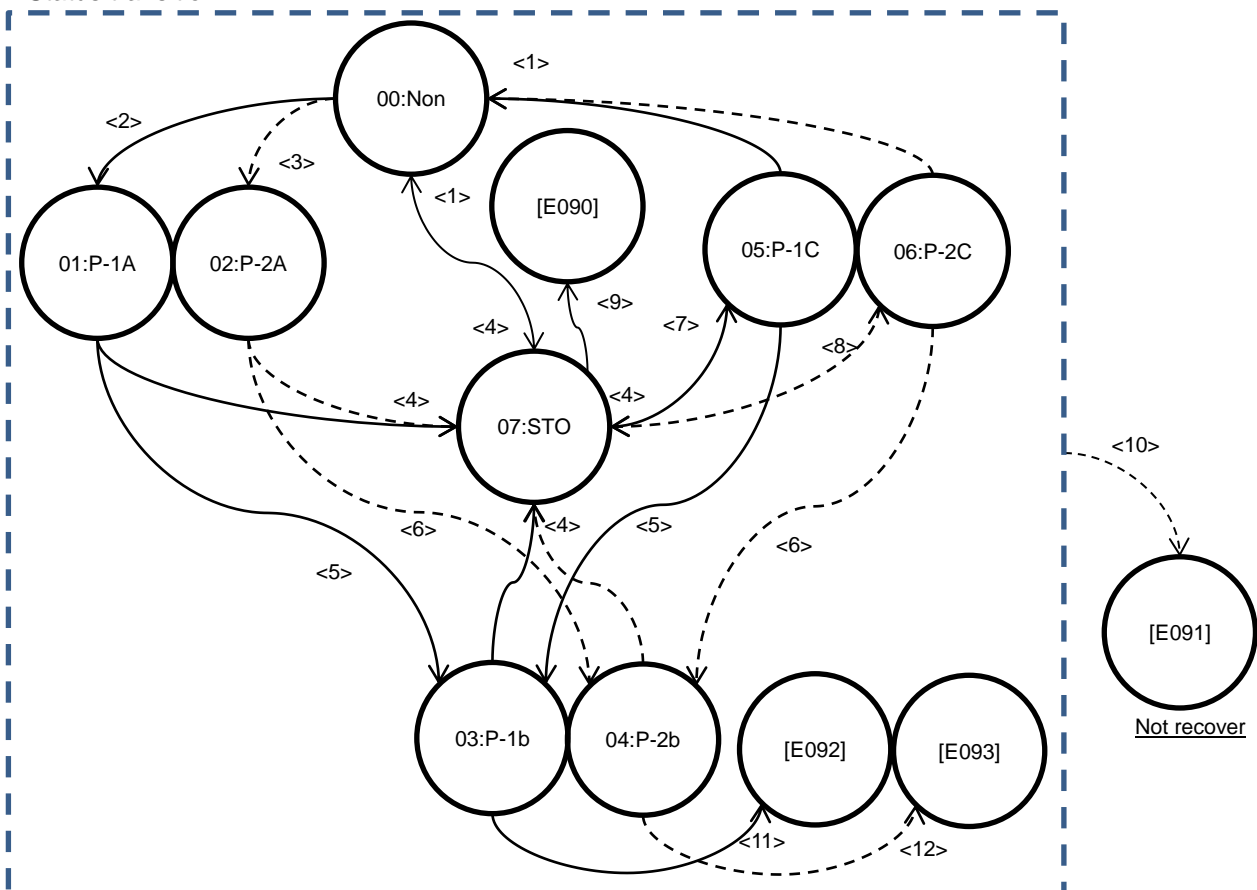 <1>
00:Non
<2>
<3>
<1>
[E090]
01:P-1A
02:P-2A
05:P-1C
06:P-2C
<9>
<4>
<7>
<8>
<4>
<4>
07:STO
<10>
<6>
<4>
<5>
<6>
<5>
[E091]
Not recover
03:P-1b
04:P-2b
[E092]
[E093]
<11>
<12>